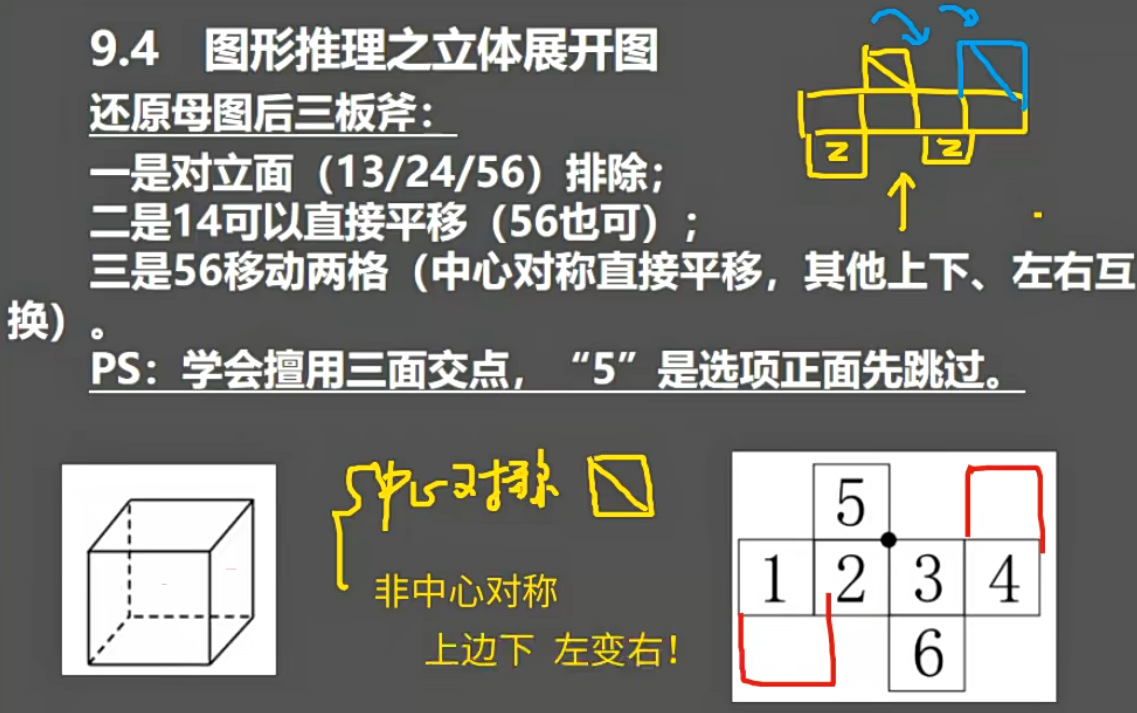 9.4 图形推理之立体展开图
还原母图后三板斧：
一是对立面（13/24/56）排除；
二是14可以直接平移（56也可）；
三是56移动两格（中心对称直接平移，其他上下、左右互
换）。
PS：学会擅用三面交点，“5”是选项正面先跳过。
Z Z
中心对称
非中心对称
上边下 左变右！
5
1 2 3 4
6